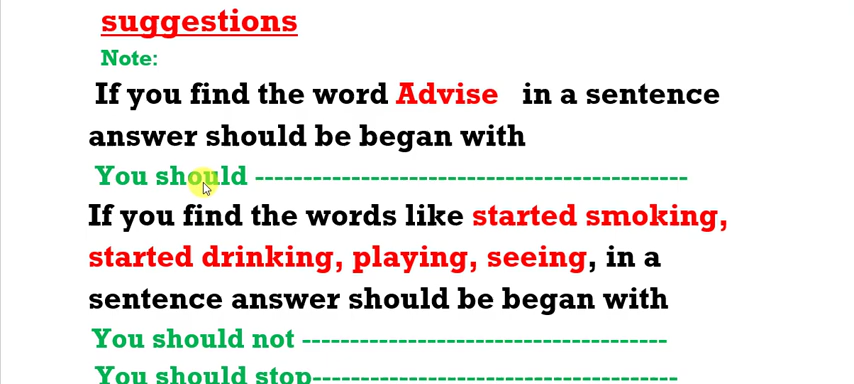 suggestions
Note:
If you find the word Advise in a sentence
answer should be began with
You should ---------------------------------------------
If you find the words like started smoking,
started drinking, playing, seeing, in a
sentence answer should be began with
You should not --------------------------------------
You should stop--------------------------------------